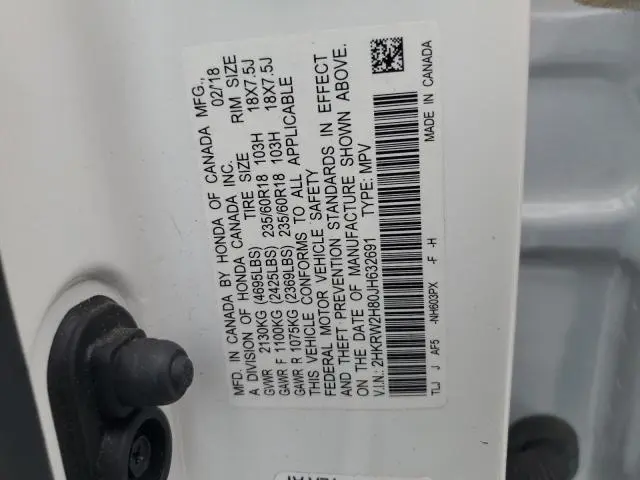 MFD. IN CANADA BY HONDA OF CANADA MFG.,
A DIVISION OF HONDA CANADA INC. 02/18
TIRE SIZE RIM SIZE
GVWR 2130KG (4695LBS)
GAWR F 1100KG (2425LBS) 235/60R18 103H 18X7.5J
GAWR R 1075KG (2369LBS) 235/60R18 103H 18X7.5J
THIS VEHICLE CONFORMS TO ALL APPLICABLE
FEDERAL MOTOR VEHICLE SAFETY
AND THEFT PREVENTION STANDARDS IN EFFECT
ON THE DATE OF MANUFACTURE SHOWN ABOVE.
V.I.N.: 2HKRW2H80JH632691 TYPE: MPV
TLJ J AF5 -NH603PX -F -H MADE IN CANADA